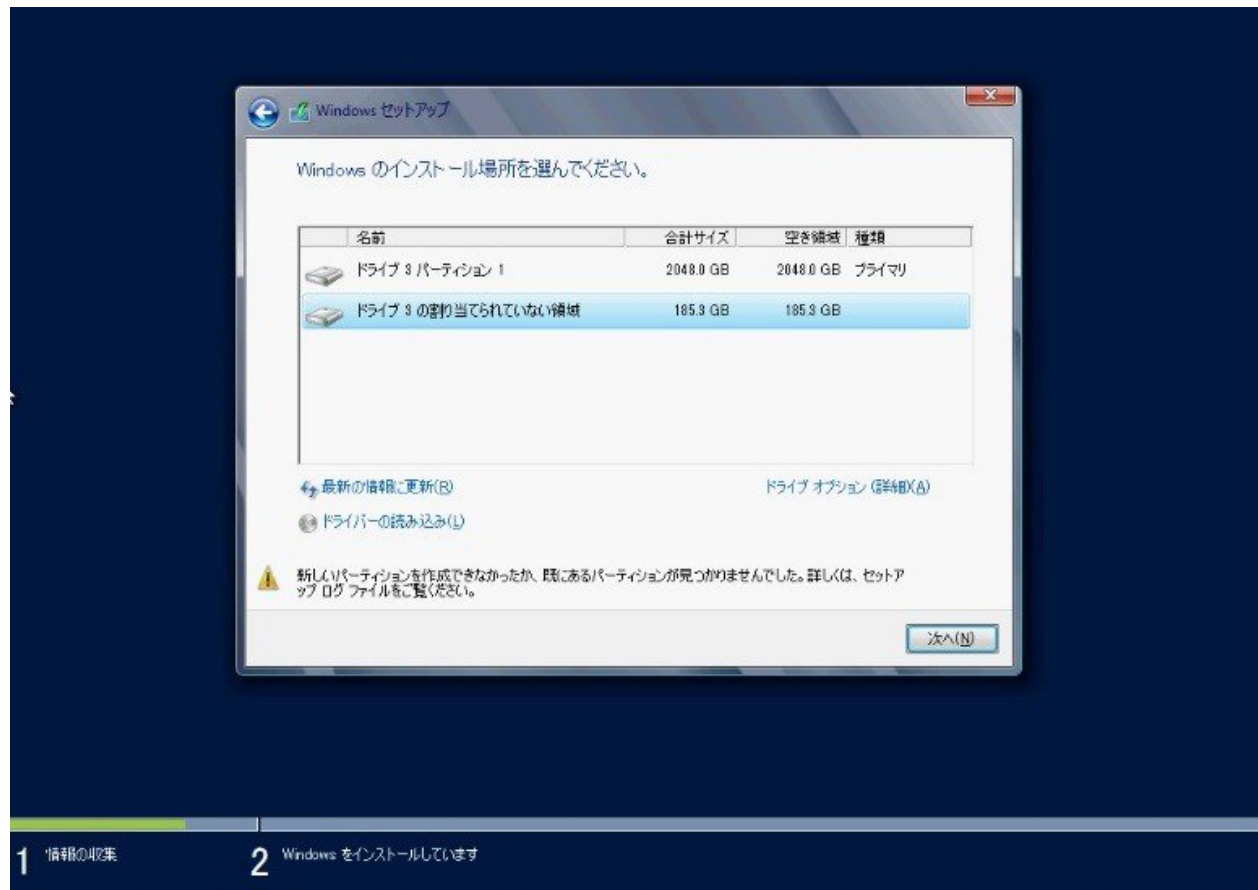 Windows セットアップ
Windows のインストール場所を選んでください。
名前 合計サイズ 空き領域 種類
ドライブ 3 パーティション 1 2048.0 GB 2048.0 GB プライマリ
ドライブ 3 の割り当てられていない領域 185.3 GB 185.3 GB
最新の情報に更新(R) ドライブ オプション (詳細)(A)
ドライバーの読み込み(L)
新しいパーティションを作成できなかったか、既にあるパーティションが見つかりませんでした。詳しくは、セットア
ップ ログ ファイルをご覧ください。
次へ(N)
1 情報の収集 2 Windows をインストールしています